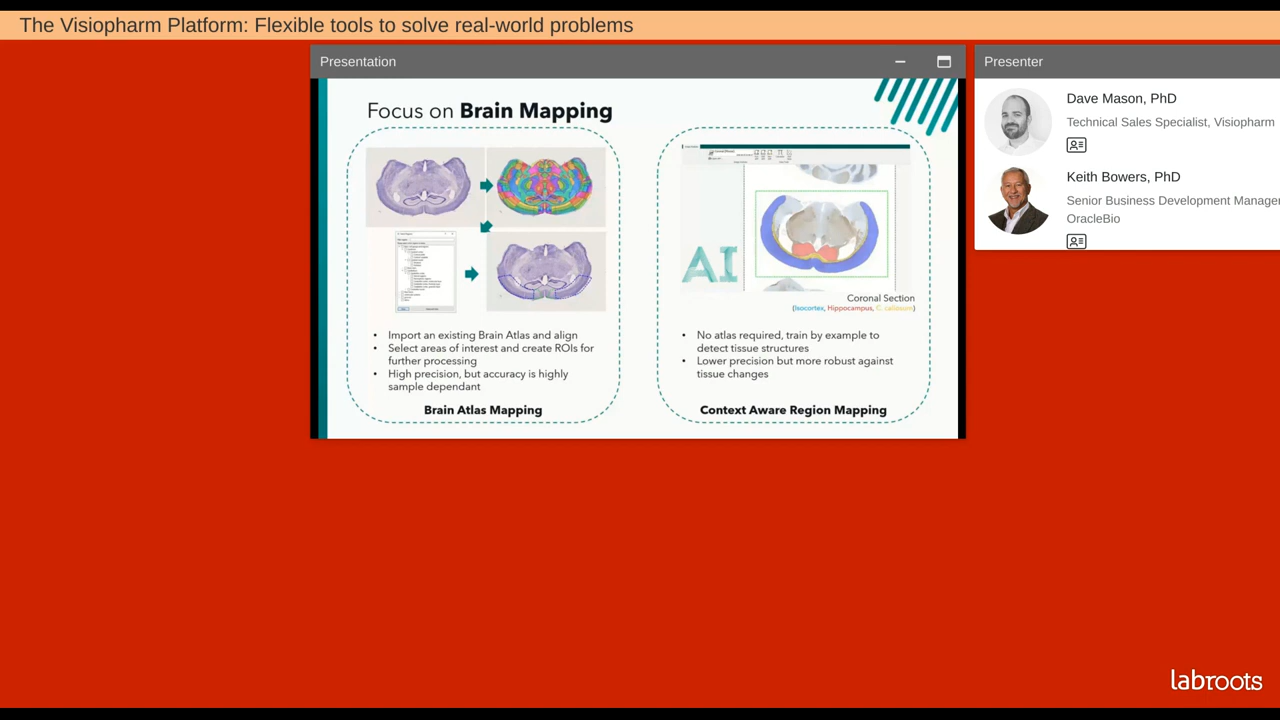 The Visiopharm Platform: Flexible tools to solve real-world problems
Presentation
Focus on Brain Mapping
AI
Coronal Section
(Isocortex, Hippocampus, C. callosum)
• Import an existing Brain Atlas and align
• Select areas of interest and create ROIs for
further processing
• High precision, but accuracy is highly
sample dependant
Brain Atlas Mapping
• No atlas required, train by example to
detect tissue structures
• Lower precision but more robust against
tissue changes
Context Aware Region Mapping
Presenter
Dave Mason, PhD
Technical Sales Specialist, Visiopharm
Keith Bowers, PhD
Senior Business Development Manager
OracleBio
labroots